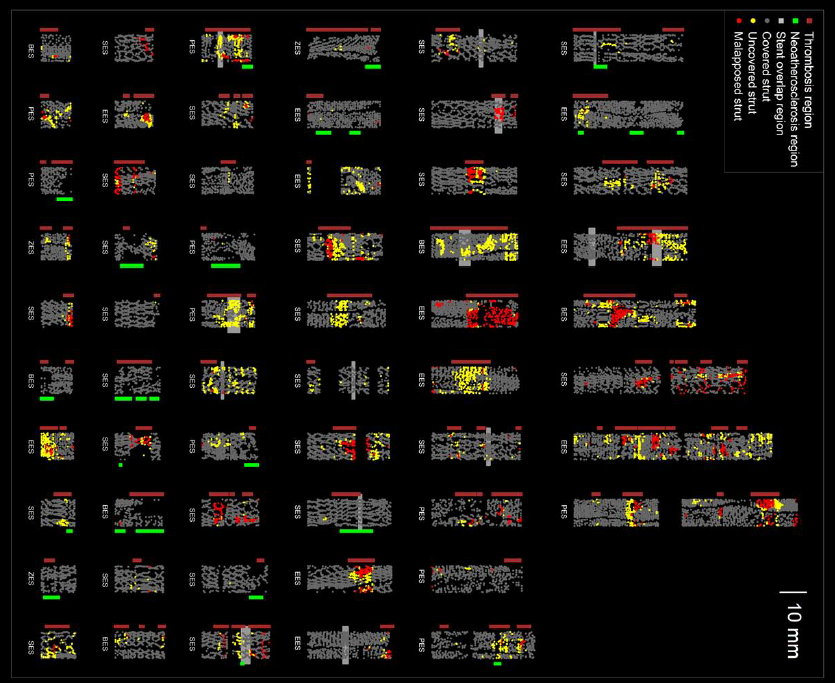 Thrombosis region
Neoatherosclerosis region
Stent overlap region
Covered strut
Uncovered strut
Malapposed strut
10 mm
SES
EES
SES
EES
BES
SES
EES
PES
SES
SES
SES
BES
EES
EES
SES
PES
PES
PES
ZES
EES
EES
SES
SES
SES
SES
SES
EES
EES
PES
SES
SES
PES
PES
SES
PES
SES
SES
SES
SES
EES
SES
SES
SES
SES
SES
BES
SES
BES
BES
PES
PES
ZES
SES
BES
EES
SES
ZES
SES